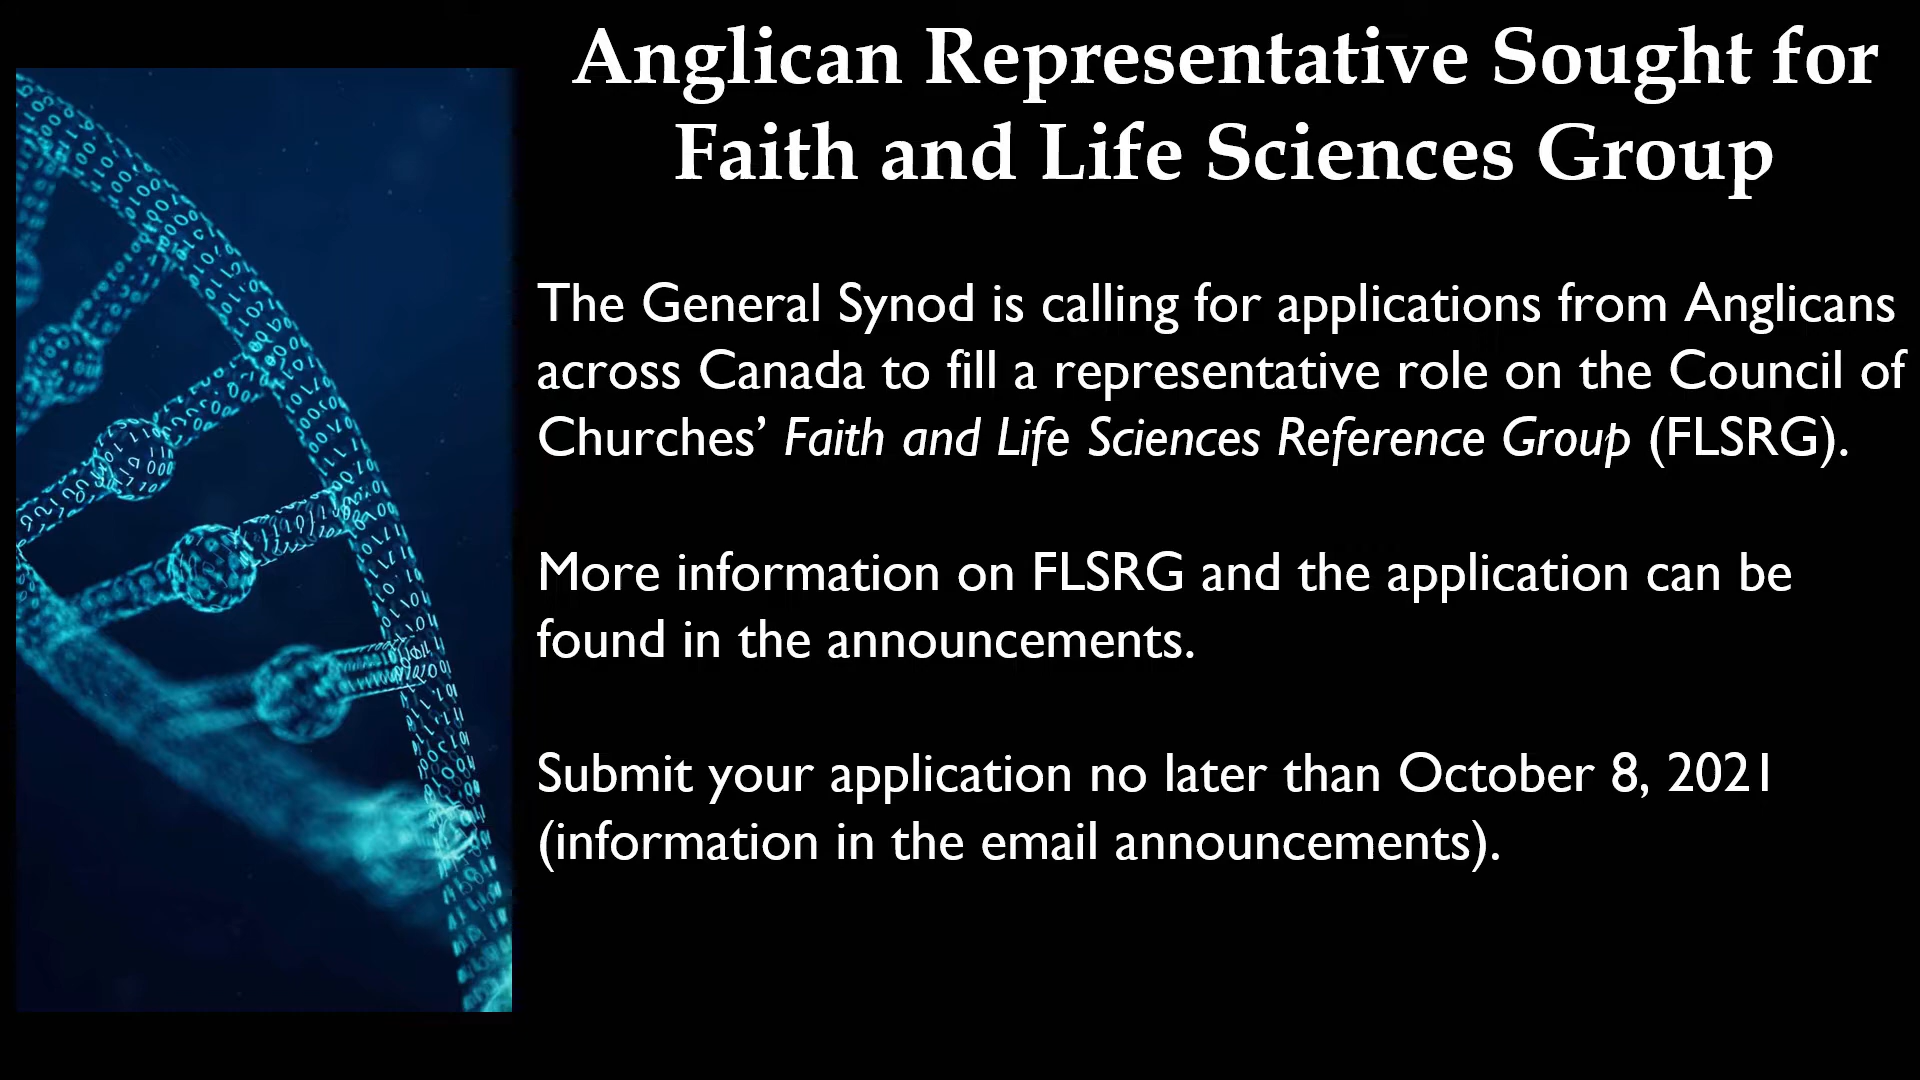 Anglican Representative Sought for
Faith and Life Sciences Group
The General Synod is calling for applications from Anglicans
across Canada to fill a representative role on the Council of
Churches’ Faith and Life Sciences Reference Group (FLSRG).
More information on FLSRG and the application can be
found in the announcements.
Submit your application no later than October 8, 2021
(information in the email announcements).